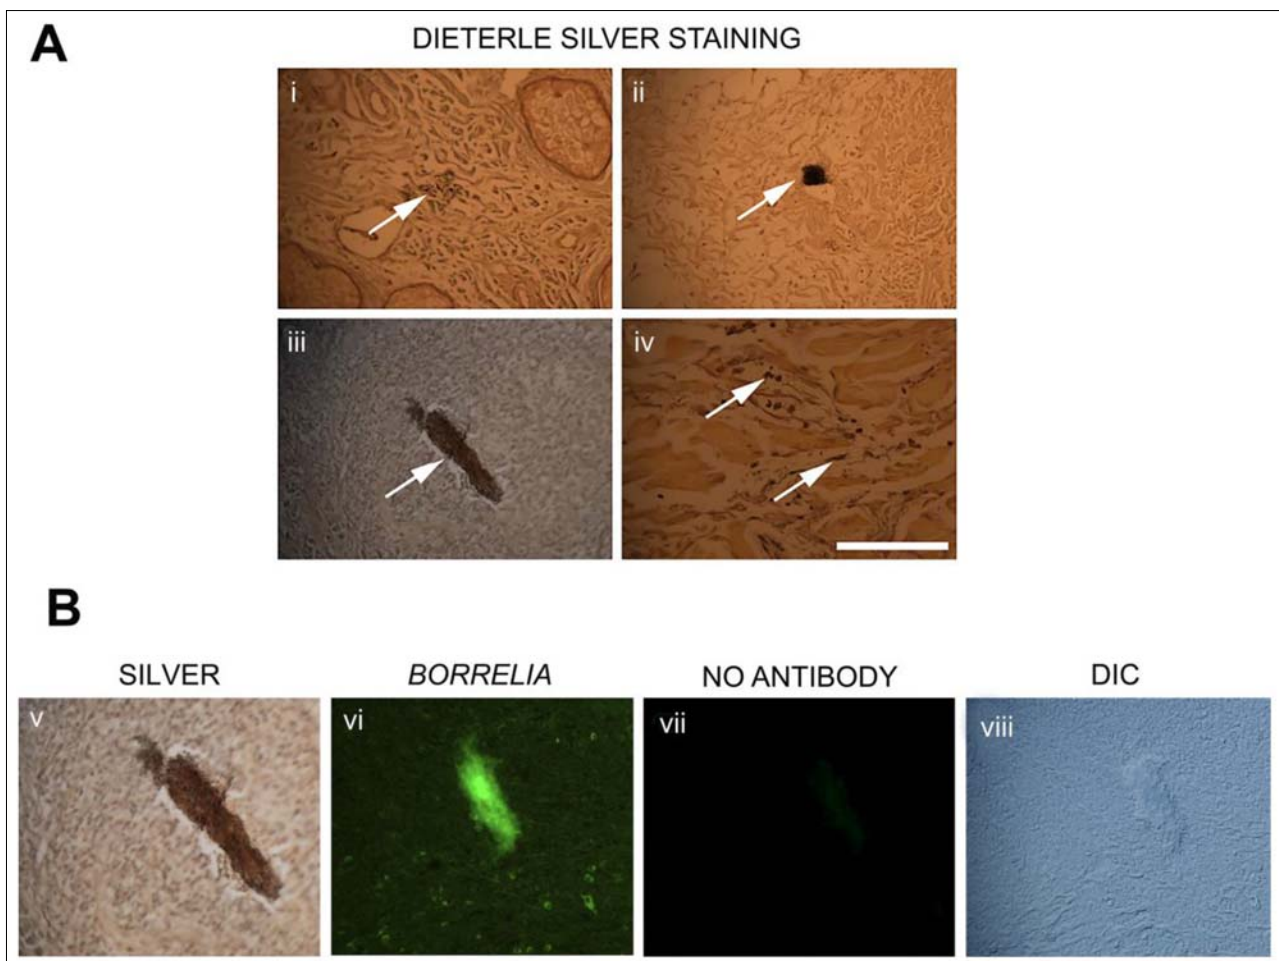 A
DIETERLE SILVER STAINING
i
ii
iii
iv
B
SILVER
BORRELIA
NO ANTIBODY
DIC
v
vi
vii
viii